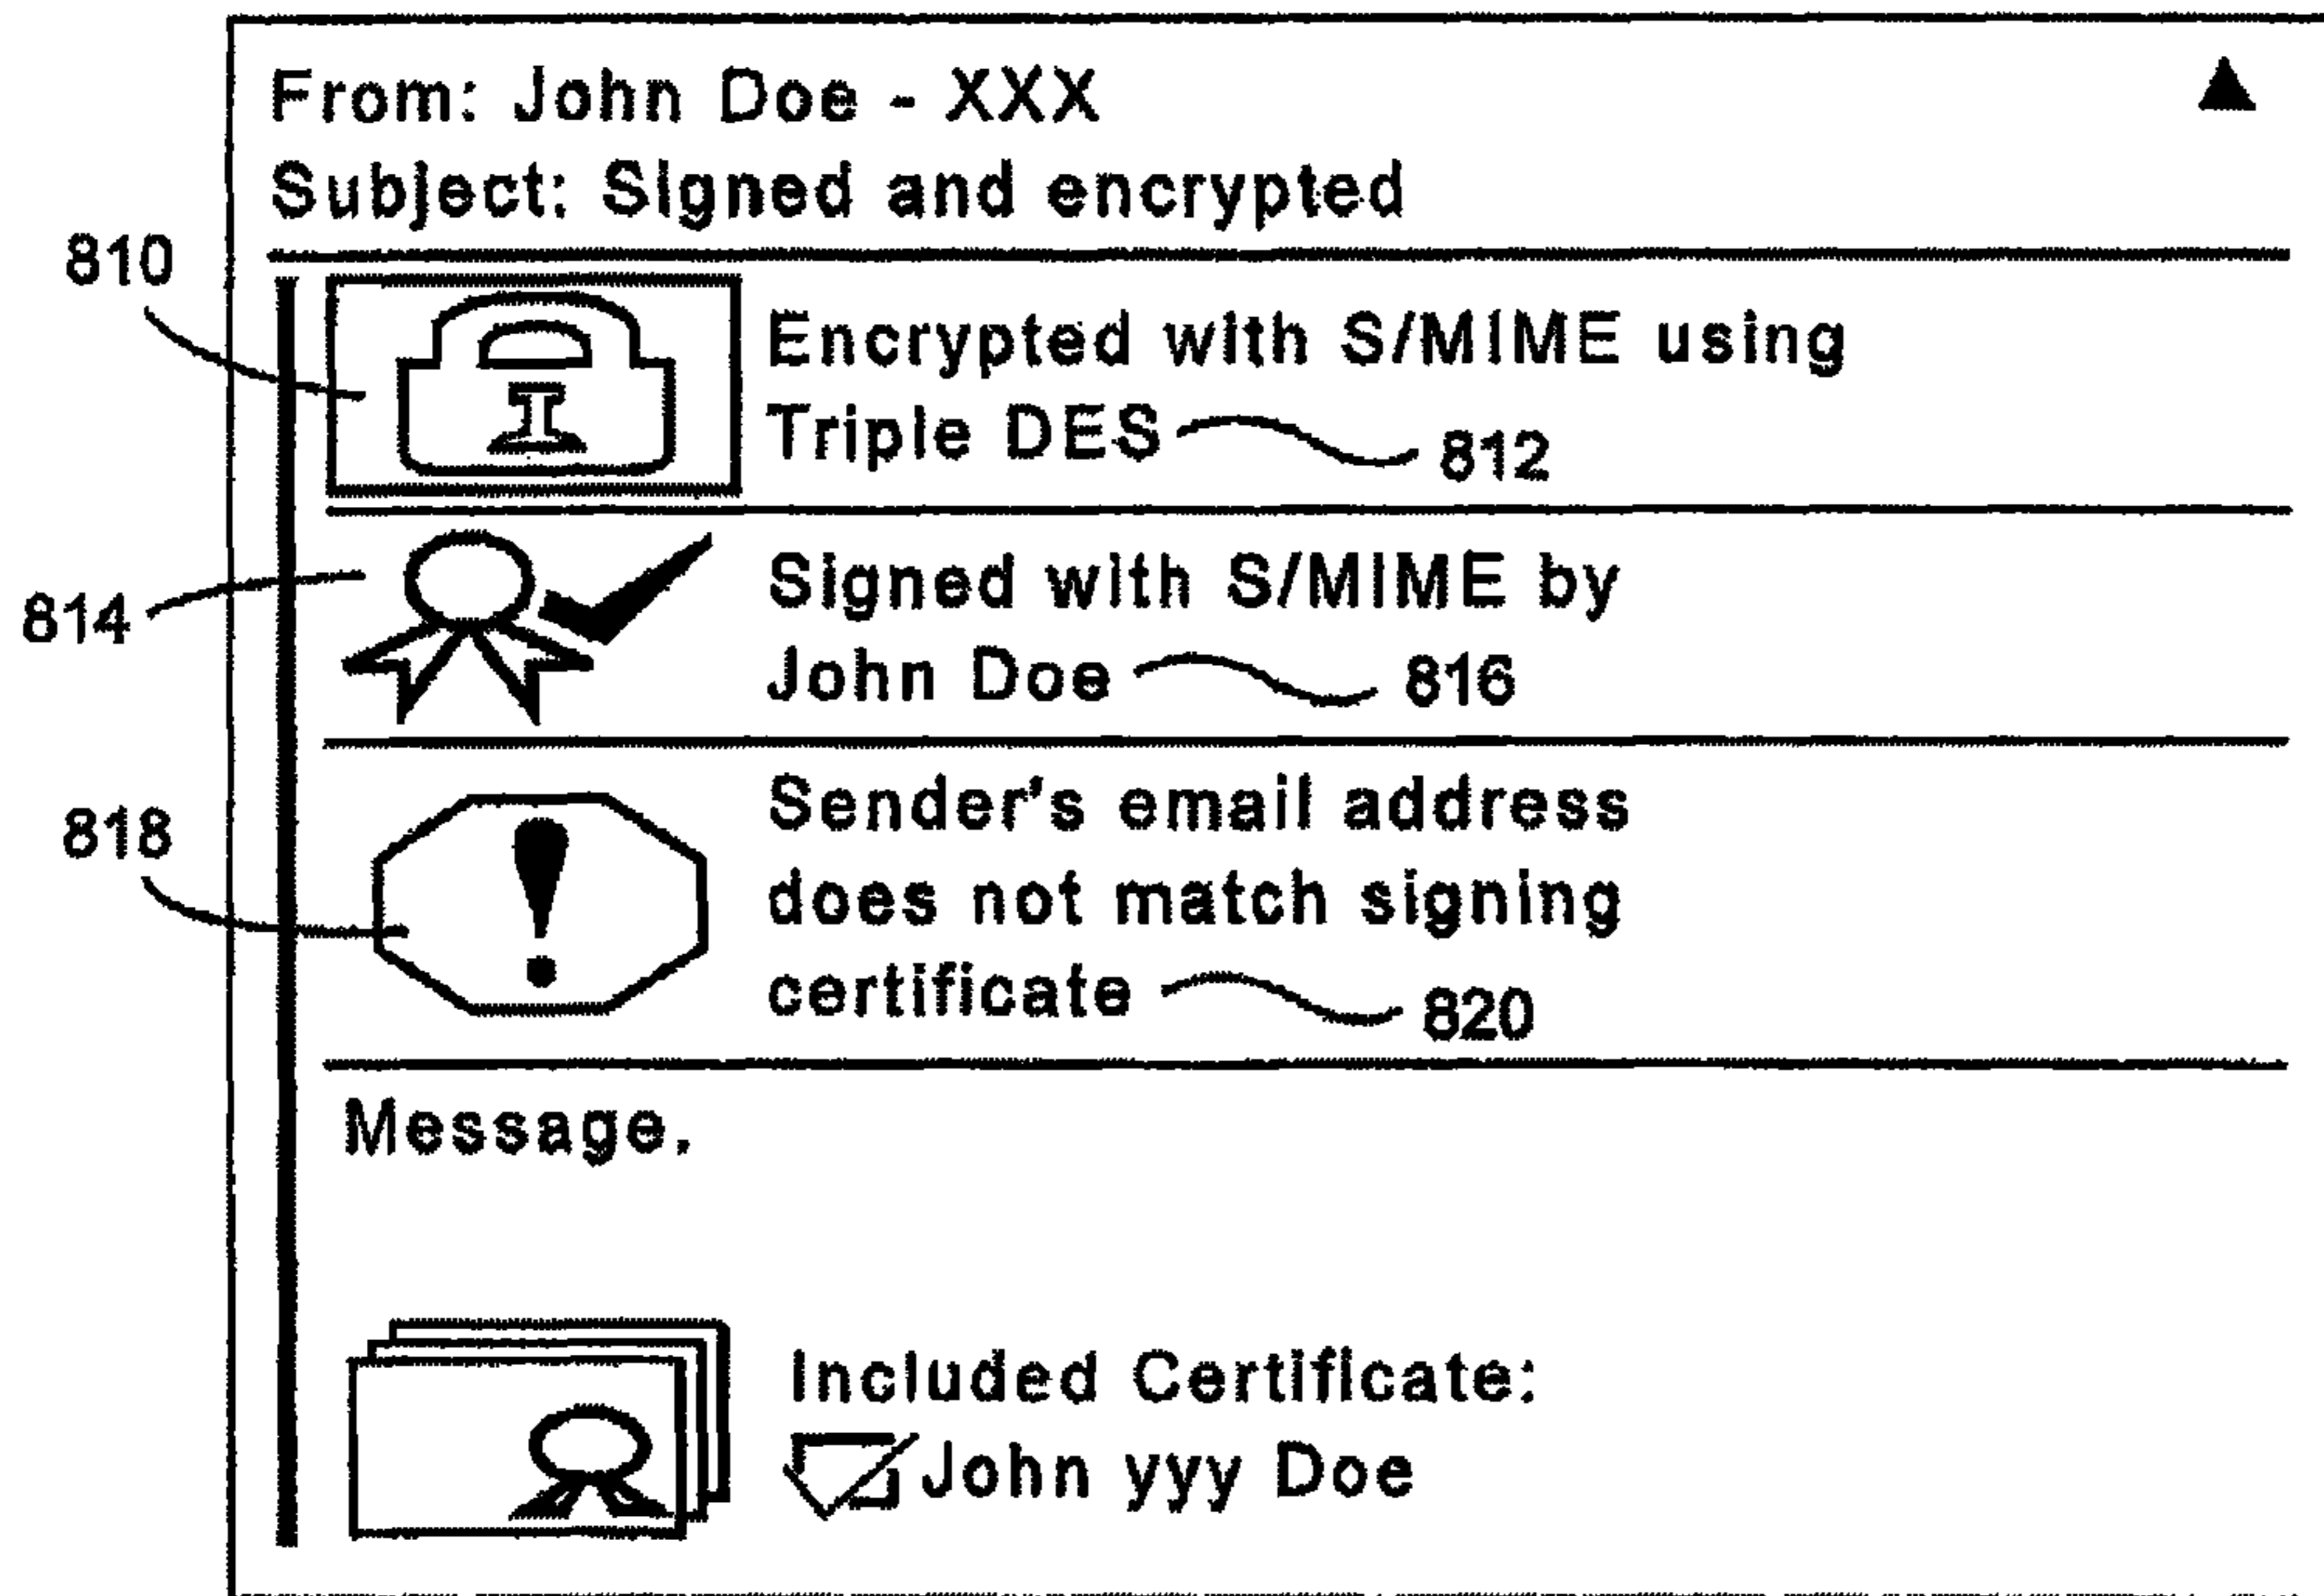 From: John Doe - XXX
Subject: Signed and encrypted
810
Encrypted with S/MIME using
Triple DES 812
814
Signed with S/MIME by
John Doe 816
818
Sender's email address
does not match signing
certificate 820
Message.
Included Certificate:
John yyy Doe